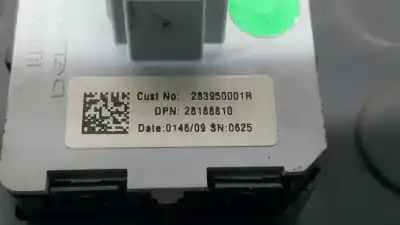 Cust No: 283950001R
DPN: 28188810
Date:0146/09 SN:0625